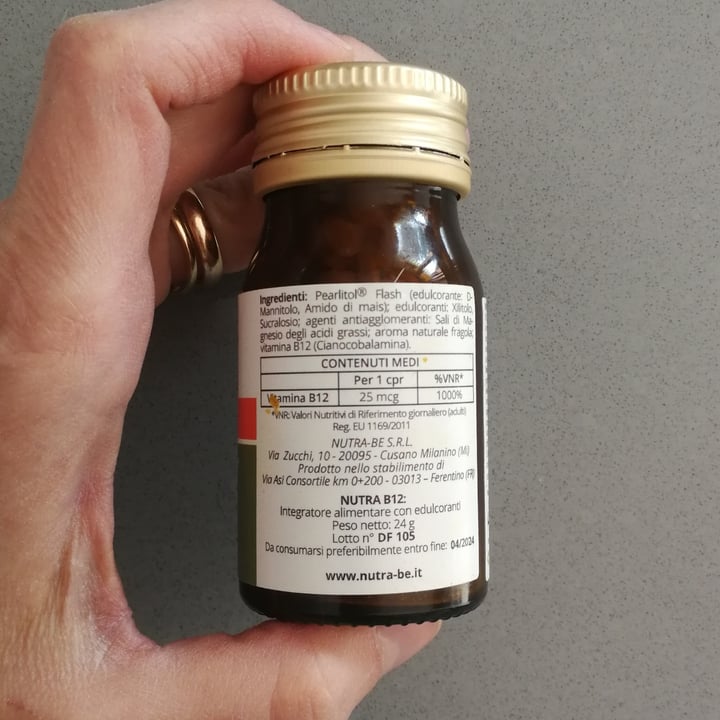 Ingredienti: Pearlitol® Flash (edulcorante: D-
Mannitolo, Amido di mais); edulcoranti: Xilitolo,
Sucralosio; agenti antiagglomeranti: Sali di Ma-
gnesio degli acidi grassi; aroma naturale fragola;
vitamina B12 (Cianocobalamina).
CONTENUTI MEDI *
Per 1 cpr %VNR*
Vitamina B12 25 mcg 1000%
*VNR: Valori Nutritivi di Riferimento giornaliero (adulti)
Reg. EU 1169/2011
NUTRA-BE S.R.L.
Via Zucchi, 10 - 20095 - Cusano Milanino (MI)
Prodotto nello stabilimento di
Via Asi Consortile km 0+200 - 03013 – Ferentino (FR)
NUTRA B12:
Integratore alimentare con edulcoranti
Peso netto: 24 g
Lotto n° DF 105
Da consumarsi preferibilmente entro fine: 04/2024
www.nutra-be.it